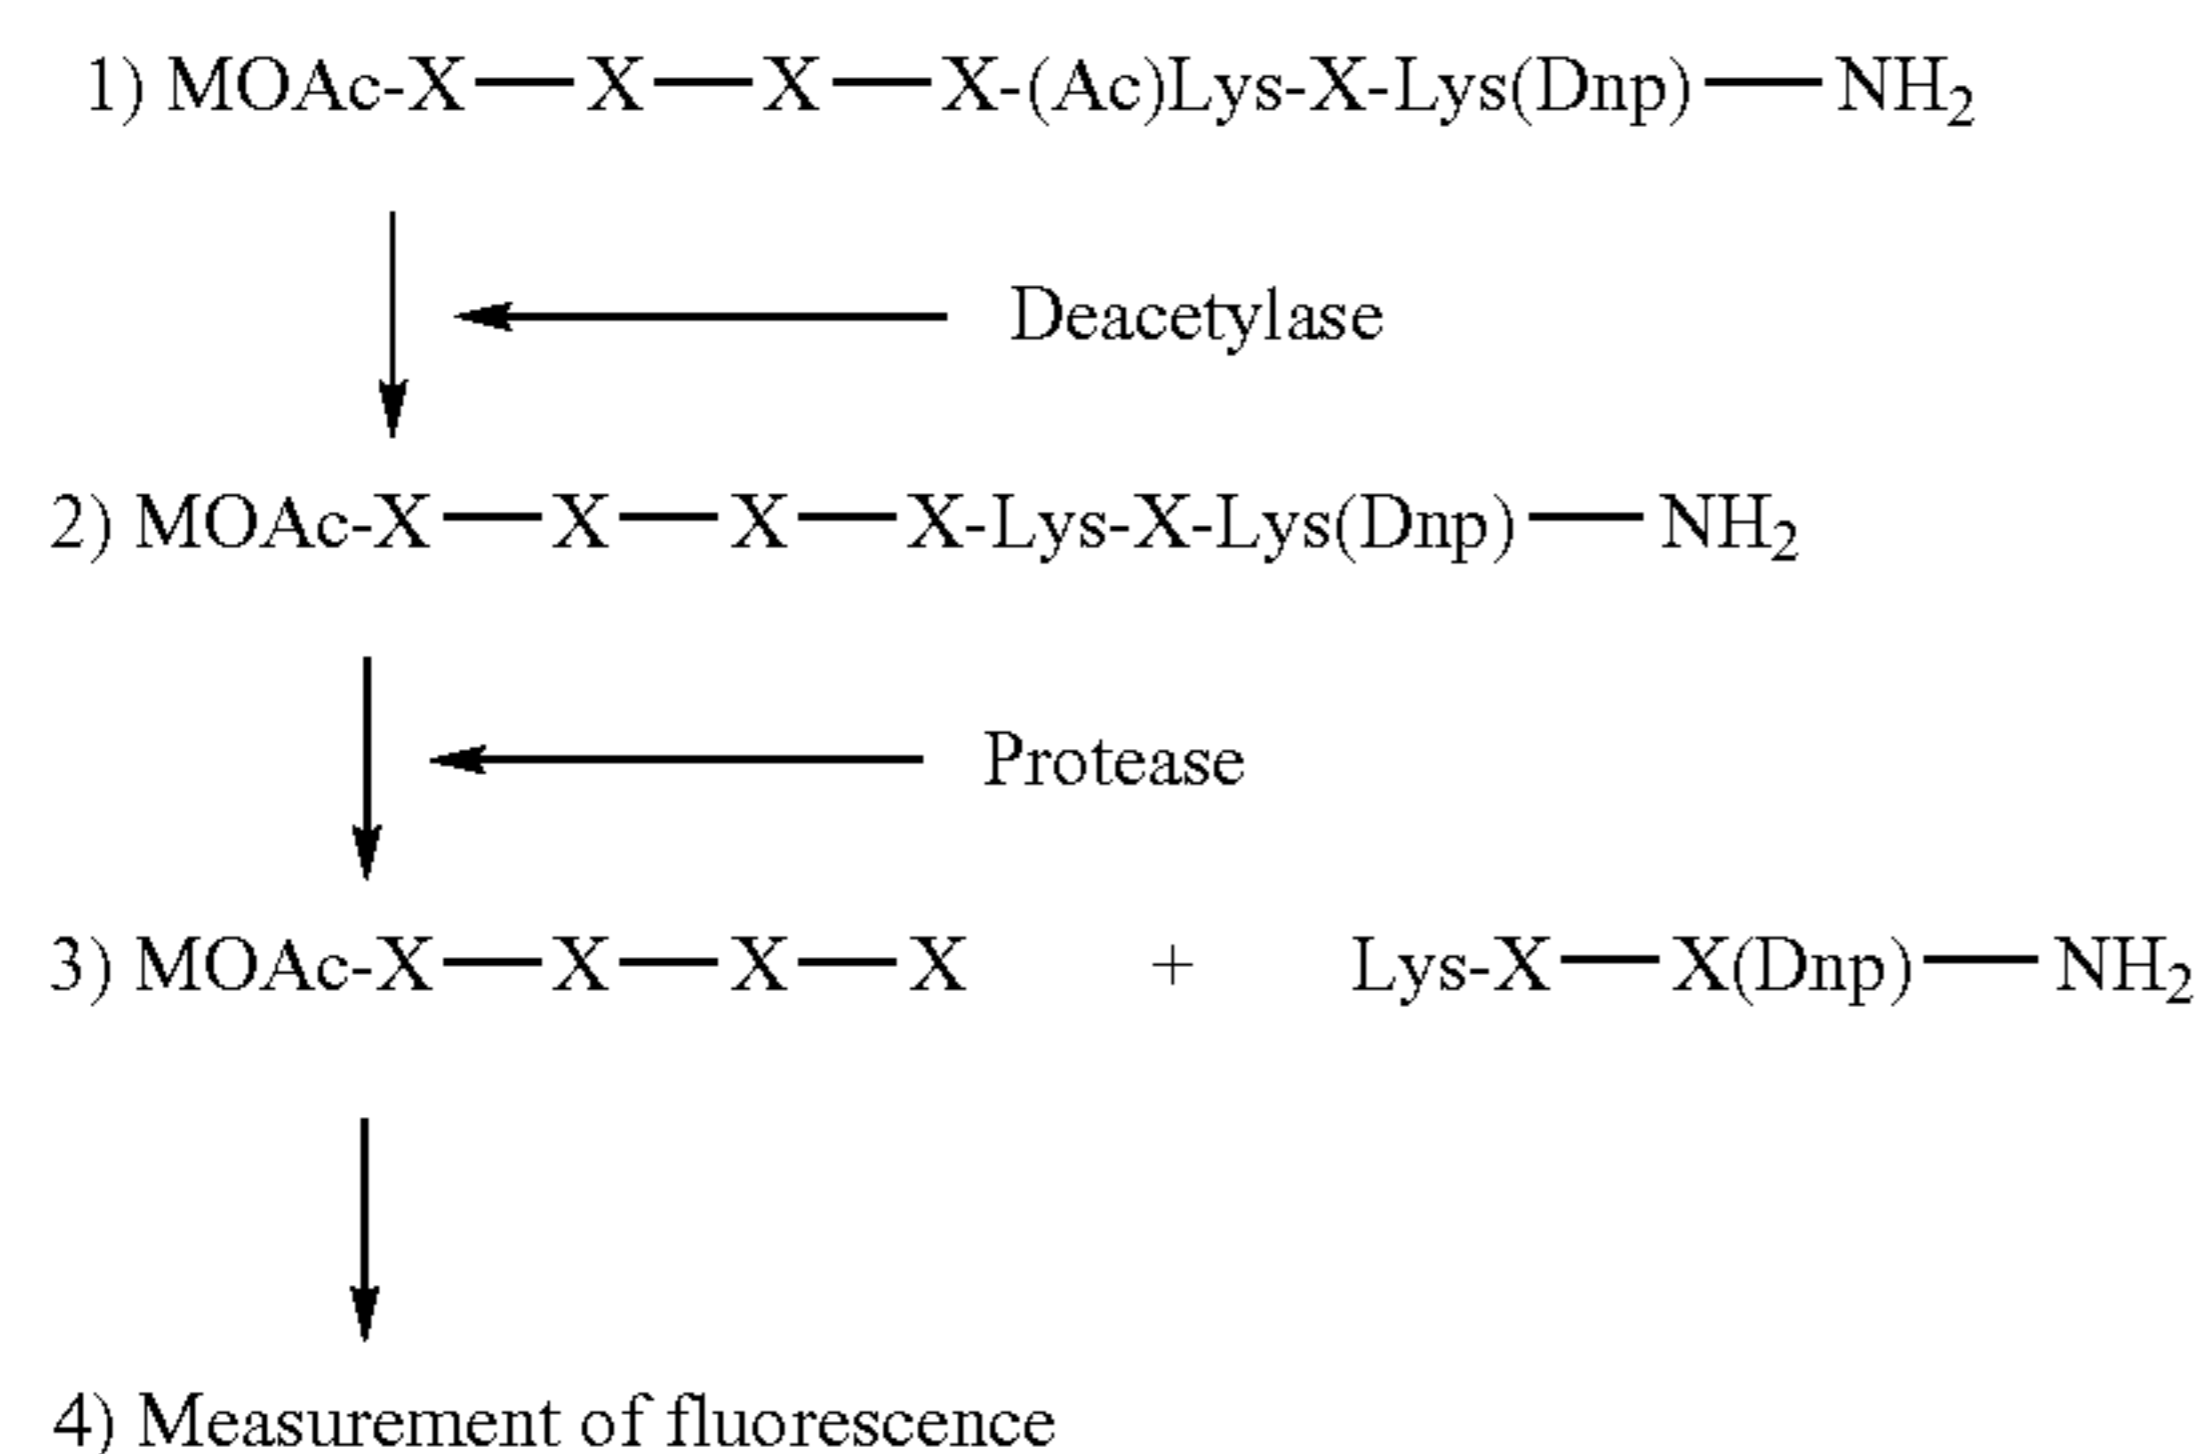 1) MOAc-X—X—X—X-(Ac)Lys-X-Lys(Dnp)—NH₂
Deacetylase
2) MOAc-X—X—X—X-Lys-X-Lys(Dnp)—NH₂
Protease
3) MOAc-X—X—X—X + Lys-X—X(Dnp)—NH₂
4) Measurement of fluorescence